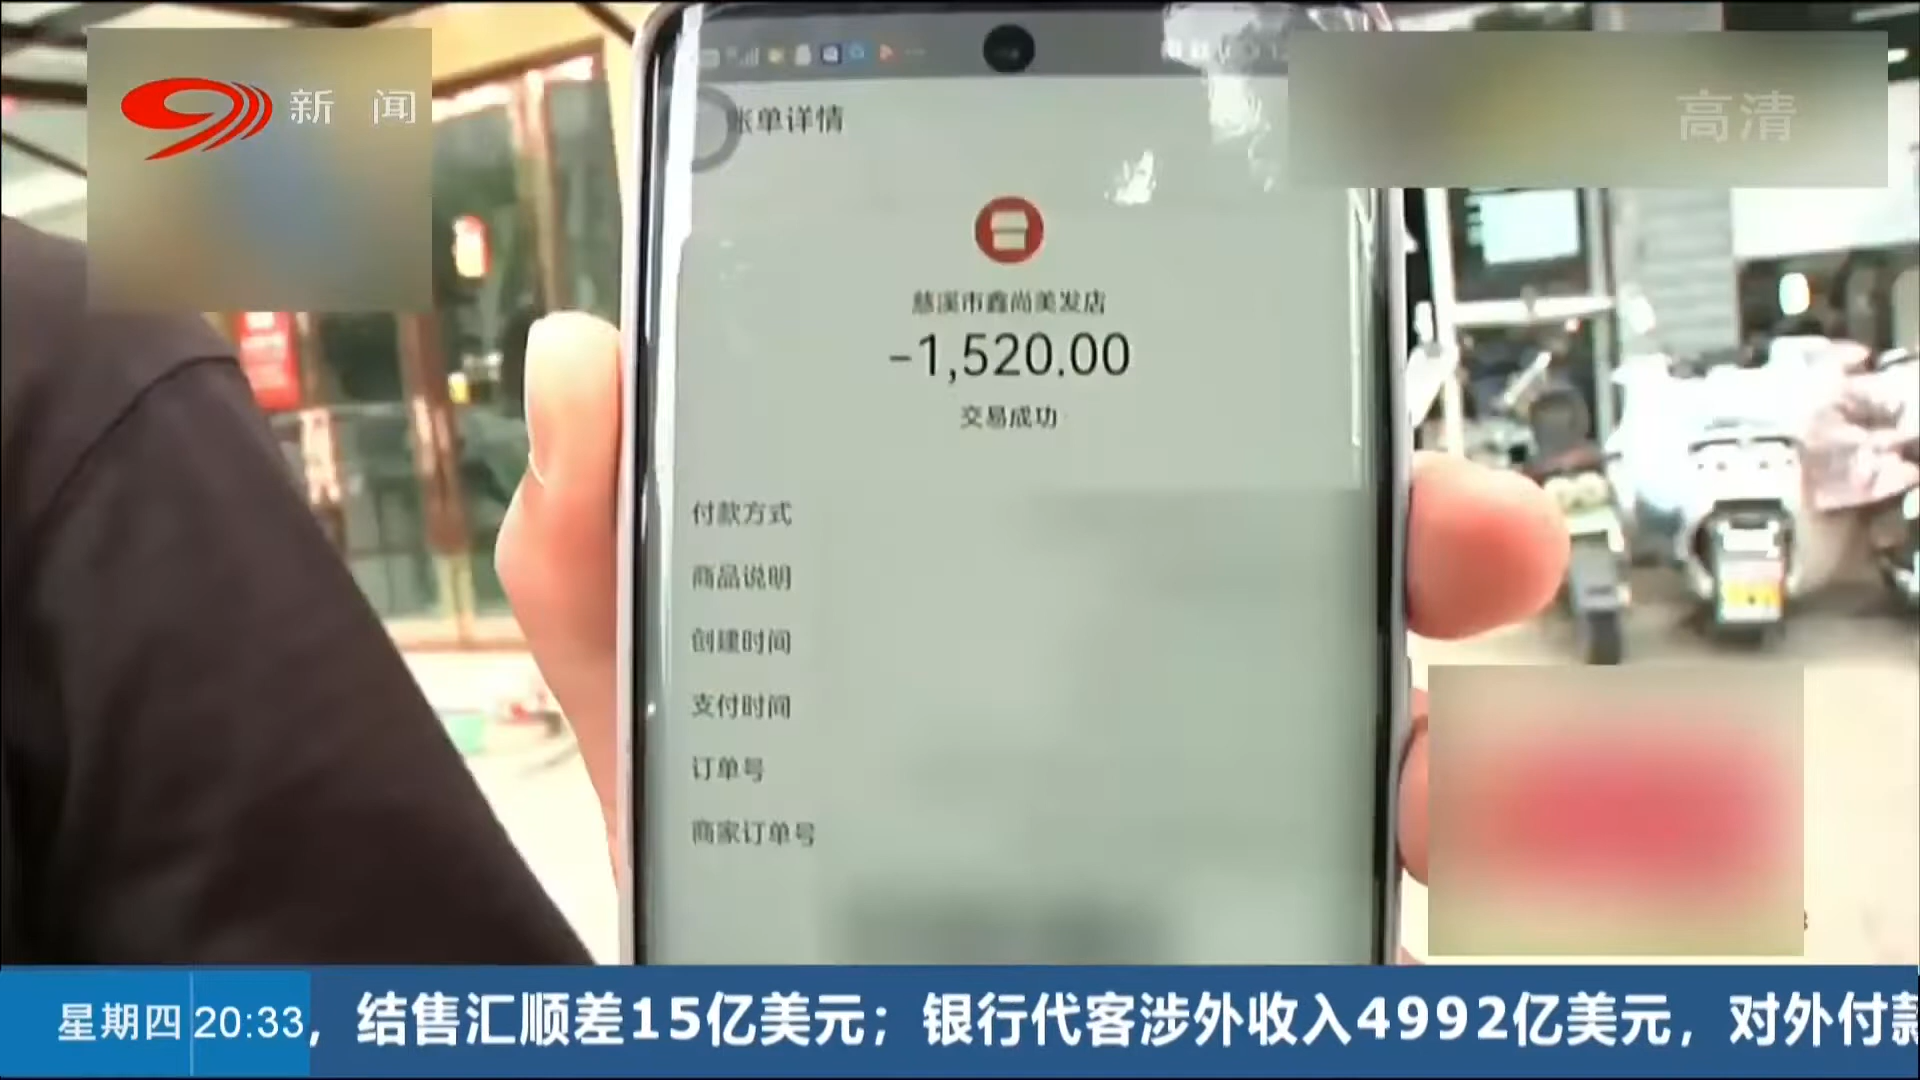 新 闻
高清
账单详情
慈溪市鑫尚美发店
-1,520.00
交易成功
付款方式
商品说明
创建时间
支付时间
订单号
商家订单号
星期四 20:33
，结售汇顺差15亿美元；银行代客涉外收入4992亿美元，对外付款